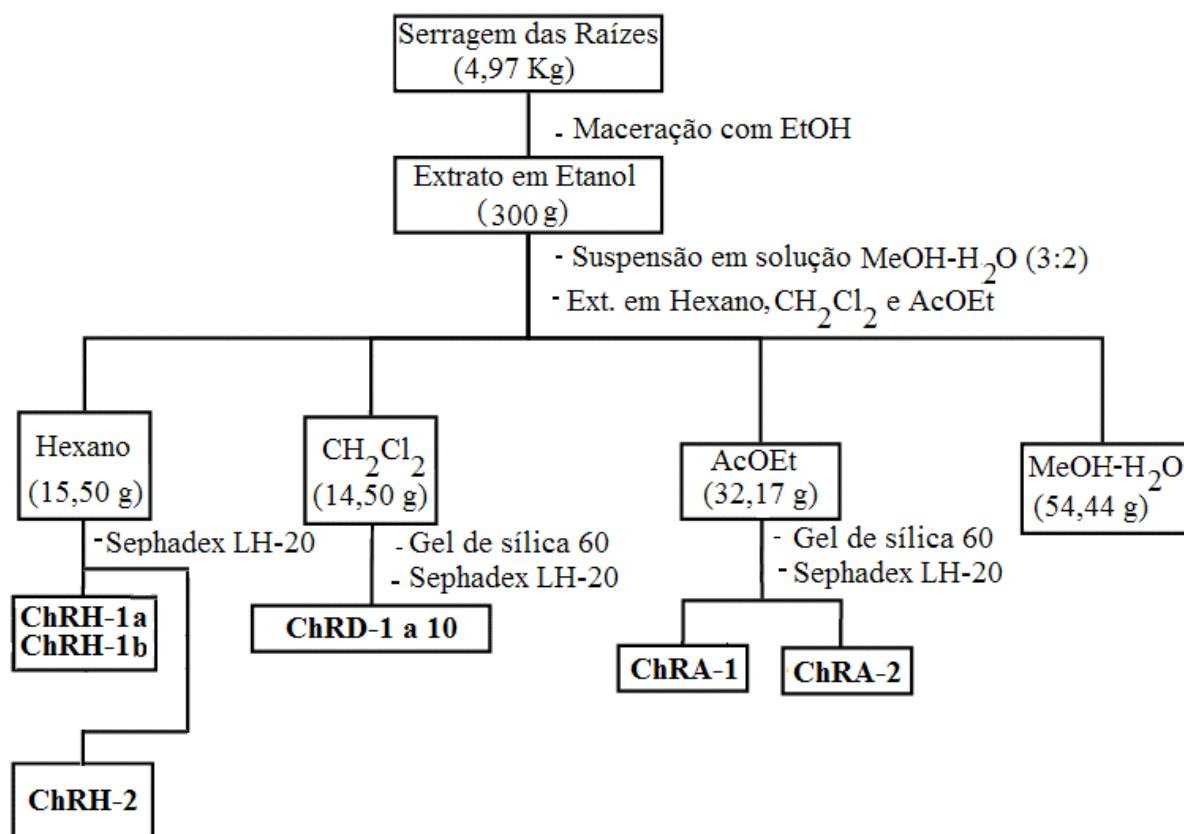 Serragem das Raízes
(4,97 Kg)
- Maceração com EtOH
Extrato em Etanol
(300 g)
- Suspensão em solução MeOH-H2O (3:2)
- Ext. em Hexano, CH2Cl2 e AcOEt
Hexano
(15,50 g)
CH2Cl2
(14,50 g)
AcOEt
(32,17 g)
MeOH-H2O
(54,44 g)
- Sephadex LH-20
- Gel de sílica 60
- Sephadex LH-20
- Gel de sílica 60
- Sephadex LH-20
ChRH-1a
ChRH-1b
ChRD-1 a 10
ChRA-1
ChRA-2
ChRH-2